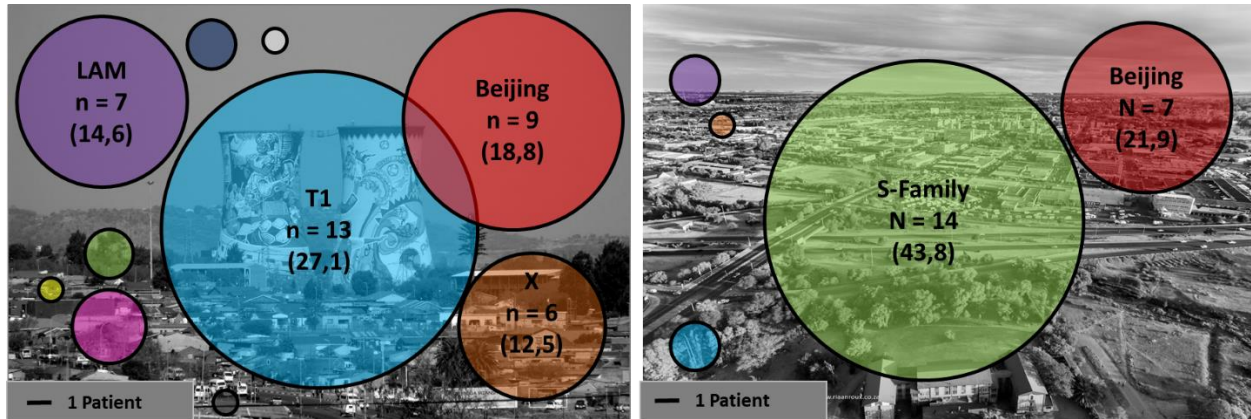 LAM
n = 7
(14,6)
T1
n = 13
(27,1)
Beijing
n = 9
(18,8)
X
n = 6
(12,5)
1 Patient
S-Family
N = 14
(43,8)
Beijing
N = 7
(21,9)
1 Patient